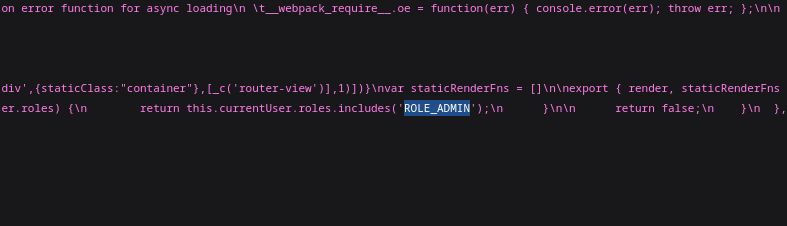 on error function for async loading\n \t__webpack_require__.oe = function(err) { console.error(err); throw err; };\n\n
div',{staticClass:"container"},[_c('router-view')],1)])}\nvar staticRenderFns = []\n\nexport { render, staticRenderFns
er.roles) {\n        return this.currentUser.roles.includes('ROLE_ADMIN');\n      }\n\n      return false;\n    }\n  },